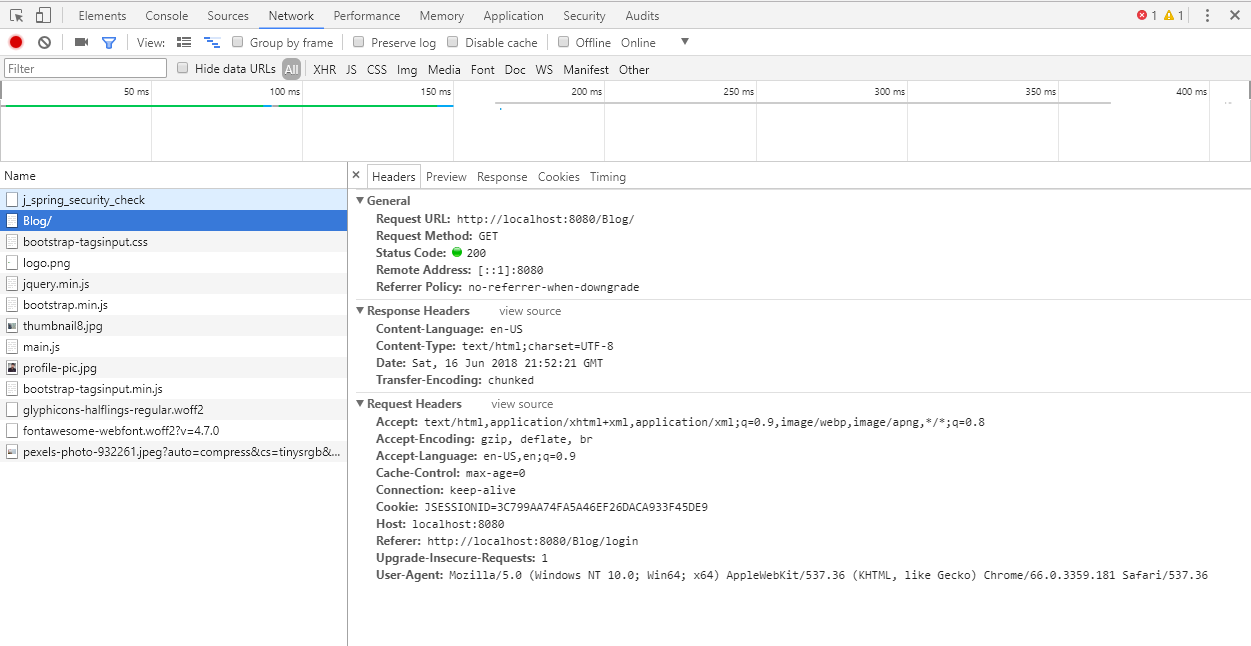 Elements Console Sources Network Performance Memory Application Security Audits 1 1
View: Group by frame Preserve log Disable cache Offline Online
Filter Hide data URLs All XHR JS CSS Img Media Font Doc WS Manifest Other
50 ms 100 ms 150 ms 200 ms 250 ms 300 ms 350 ms 400 ms
Name
j_spring_security_check
Blog/
bootstrap-tagsinput.css
logo.png
jquery.min.js
bootstrap.min.js
thumbnail8.jpg
main.js
profile-pic.jpg
bootstrap-tagsinput.min.js
glyphicons-halflings-regular.woff2
fontawesome-webfont.woff2?v=4.7.0
pexels-photo-932261.jpeg?auto=compress&cs=tinysrgb&...
Headers Preview Response Cookies Timing
General
Request URL: http://localhost:8080/Blog/
Request Method: GET
Status Code: 200
Remote Address: [::1]:8080
Referrer Policy: no-referrer-when-downgrade
Response Headers view source
Content-Language: en-US
Content-Type: text/html;charset=UTF-8
Date: Sat, 16 Jun 2018 21:52:21 GMT
Transfer-Encoding: chunked
Request Headers view source
Accept: text/html,application/xhtml+xml,application/xml;q=0.9,image/webp,image/apng,*/*;q=0.8
Accept-Encoding: gzip, deflate, br
Accept-Language: en-US,en;q=0.9
Cache-Control: max-age=0
Connection: keep-alive
Cookie: JSESSIONID=3C799AA74FA5A46EF26DACA933F45DE9
Host: localhost:8080
Referer: http://localhost:8080/Blog/login
Upgrade-Insecure-Requests: 1
User-Agent: Mozilla/5.0 (Windows NT 10.0; Win64; x64) AppleWebKit/537.36 (KHTML, like Gecko) Chrome/66.0.3359.181 Safari/537.36